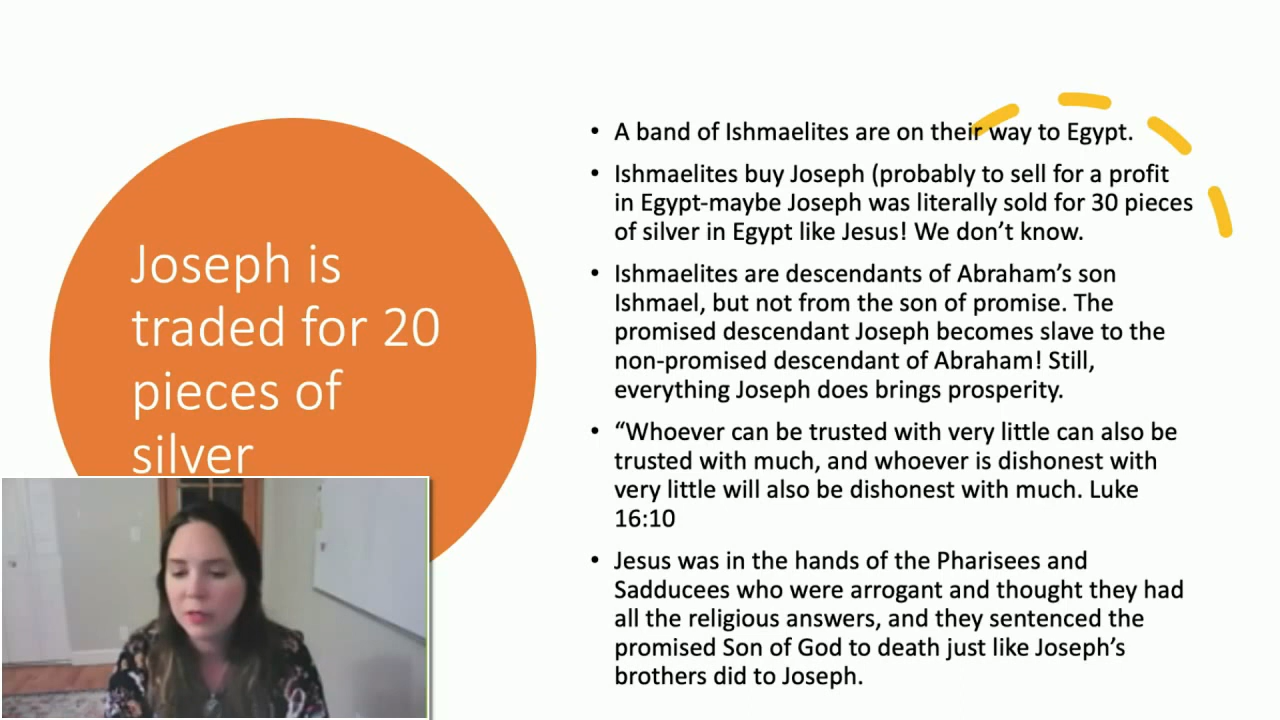 Joseph is
traded for 20
pieces of
silver
• A band of Ishmaelites are on their way to Egypt.
• Ishmaelites buy Joseph (probably to sell for a profit
in Egypt-maybe Joseph was literally sold for 30 pieces
of silver in Egypt like Jesus! We don’t know.
• Ishmaelites are descendants of Abraham’s son
Ishmael, but not from the son of promise. The
promised descendant Joseph becomes slave to the
non-promised descendant of Abraham! Still,
everything Joseph does brings prosperity.
• “Whoever can be trusted with very little can also be
trusted with much, and whoever is dishonest with
very little will also be dishonest with much. Luke
16:10
• Jesus was in the hands of the Pharisees and
Sadducees who were arrogant and thought they had
all the religious answers, and they sentenced the
promised Son of God to death just like Joseph’s
brothers did to Joseph.